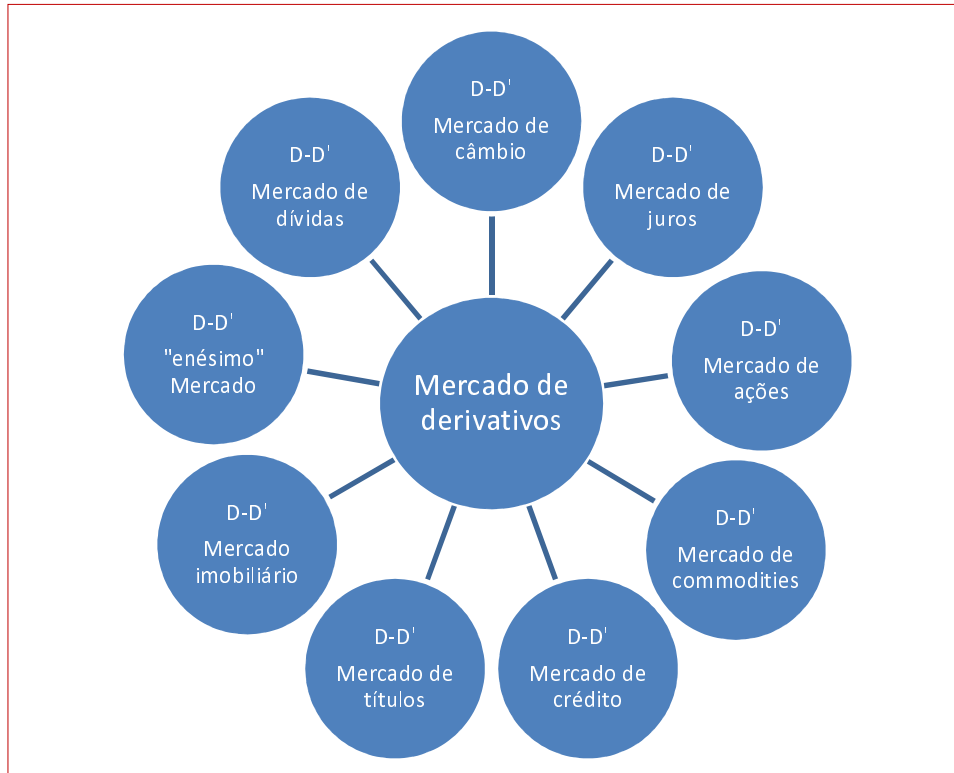 D-D'
Mercado de
câmbio
D-D'
Mercado de
juros
D-D'
Mercado de
ações
D-D'
Mercado de
commodities
D-D'
Mercado de
crédito
D-D'
Mercado de
títulos
D-D'
Mercado
imobiliário
D-D'
"enésimo"
Mercado
D-D'
Mercado de
dívidas
Mercado de
derivativos